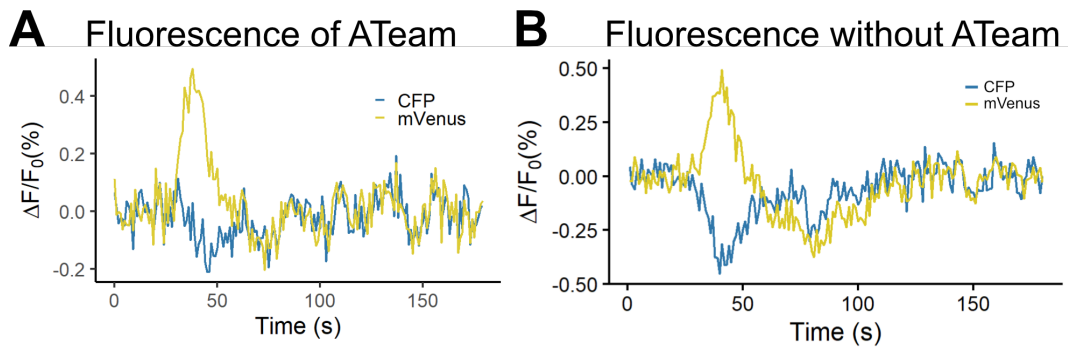 A Fluorescence of ATeam
ΔF/F₀(%)
0.4
0.2
0.0
-0.2
CFP
mVenus
0 50 100 150
Time (s)
B Fluorescence without ATeam
ΔF/F₀(%)
0.50
0.25
0.00
-0.25
-0.50
CFP
mVenus
0 50 100 150
Time (s)